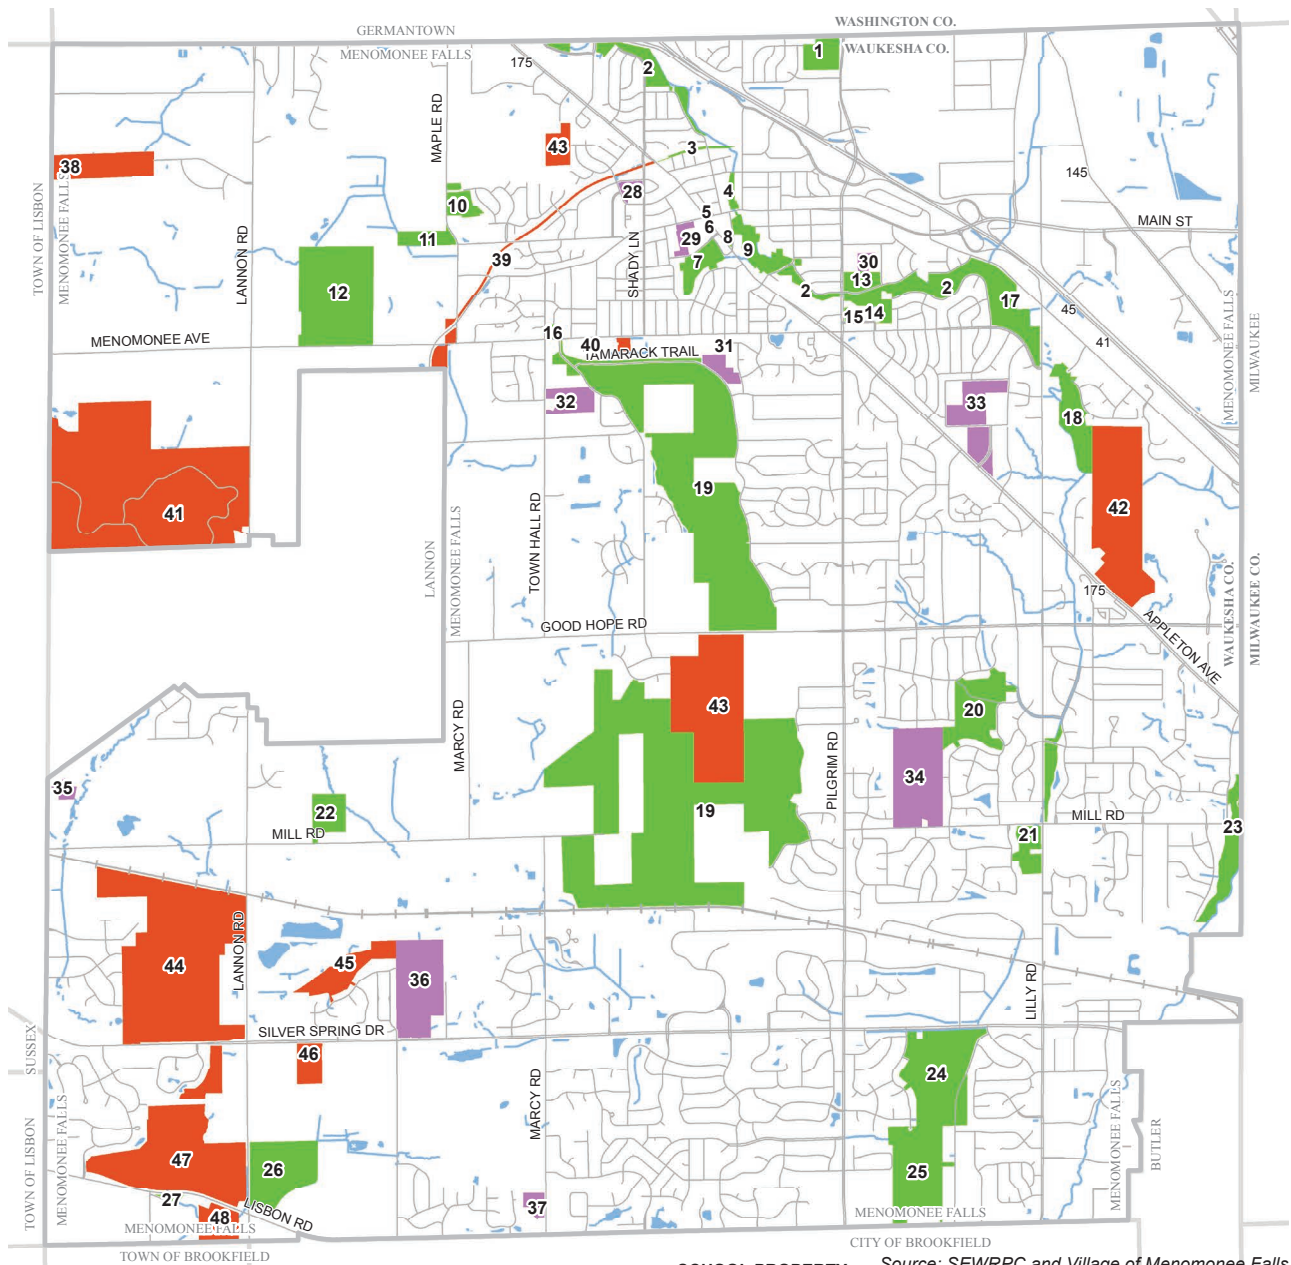 WASHINGTON CO.
GERMANTOWN
WAUKESHA CO.
MENOMONEE FALLS
1
175
2
MAPLE RD
43
3
38
145
TOWN OF LISBON
MENOMONEE FALLS
28
4
10
5
MAIN ST
6
LANNON RD
11
29
8
9
SHADY LN
39
7
30
13
12
2
2
17
15
14
45
MENOMONEE FALLS
MILWAUKEE
16
MENOMONEE AVE
40
31
41
TAMARACK TRAIL
32
33
18
19
41
42
TOWN HALL RD
LANNON
MENOMONEE FALLS
175
WAUKESHA CO.
MILWAUKEE CO.
GOOD HOPE RD
APPLETON AVE
43
20
MARCY RD
PILGRIM RD
34
35
22
19
MILL RD
MILL RD
21
23
LANNON RD
44
45
36
LILLY RD
SILVER SPRING DR
SUSSEX
46
24
MARCY RD
TOWN OF LISBON
MENOMONEE FALLS
MENOMONEE FALLS
BUTLER
47
26
25
27
37
LISBON RD
48
MENOMONEE FALLS
MENOMONEE FALLS
CITY OF BROOKFIELD
TOWN OF BROOKFIELD
SCHOOL PROPERTY
Source: SEWRPC and Village of Menomonee Falls